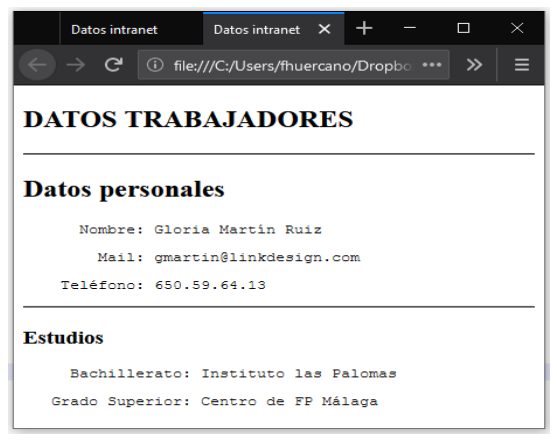 Datos intranet
Datos intranet
file:///C:/Users/fhuercano/Dropbo
DATOS TRABAJADORES
Datos personales
Nombre: Gloria Martín Ruiz
Mail: gmartin@linkdesign.com
Teléfono: 650.59.64.13
Estudios
Bachillerato: Instituto las Palomas
Grado Superior: Centro de FP Málaga